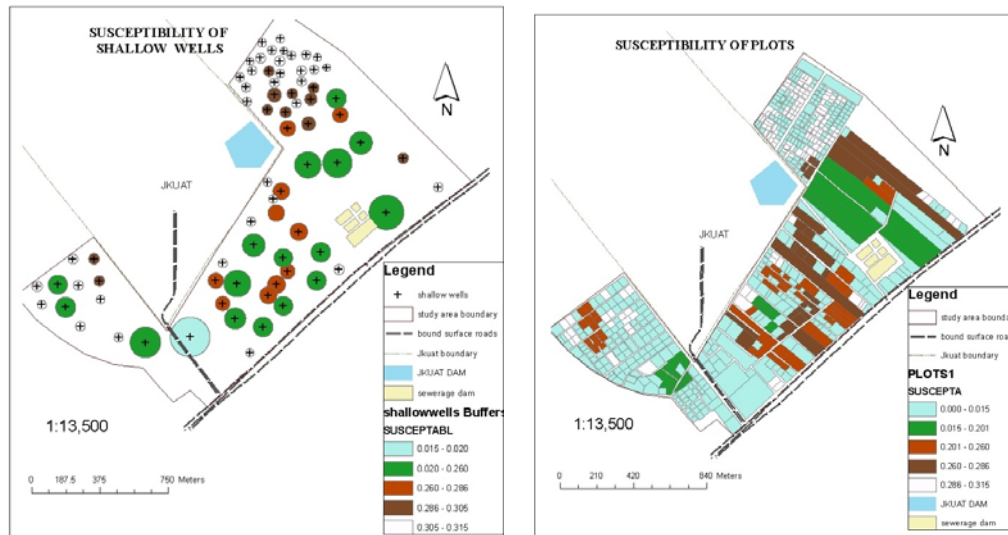 SUSCEPTIBILITY OF
SHALLOW WELLS
N
JKUAT
1:13,500
0 187.5 375 750 Meters
Legend
shallow wells
study area boundary
bound surface roads
Jkuat boundary
JKUAT DAM
sewerage dam
shallowwells Buffers
SUSCEPTABL
0.015 - 0.020
0.020 - 0.260
0.260 - 0.286
0.286 - 0.305
0.305 - 0.315
SUSCEPTIBILITY OF PLOTS
N
JKUAT
1:13,500
0 210 420 840 Meters
Legend
study area bound
bound surface roa
Jkuat boundary
PLOTS1
SUSCEPTA
0.000 - 0.015
0.015 - 0.201
0.201 - 0.260
0.260 - 0.286
0.286 - 0.315
JKUAT DAM
sewerage dam